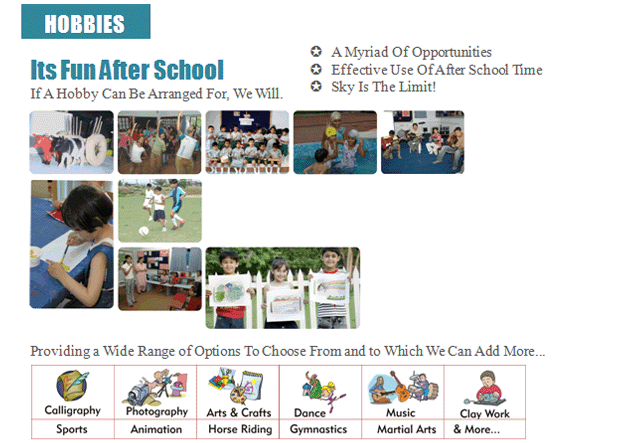 HOBBIES
Its Fun After School
If A Hobby Can Be Arranged For, We Will.
A Myriad Of Opportunities
Effective Use Of After School Time
Sky Is The Limit!
Providing a Wide Range of Options To Choose From and to Which We Can Add More...
Calligraphy Photography Arts & Crafts Dance Music Clay Work
Sports Animation Horse Riding Gymnastics Martial Arts & More...